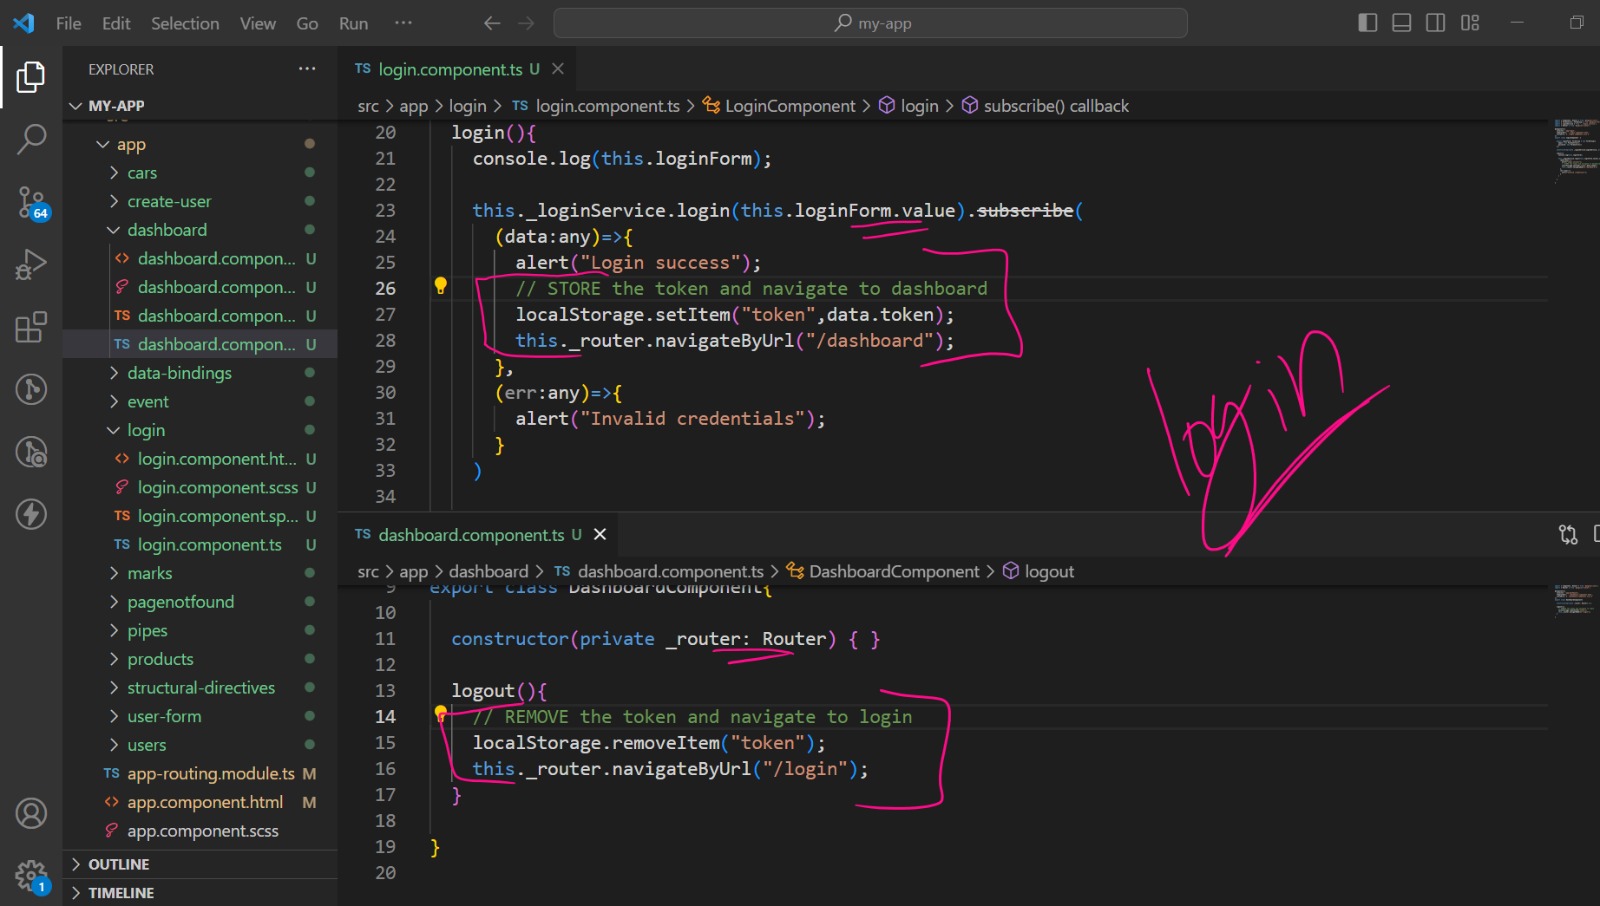 File Edit Selection View Go Run ··· my-app
EXPLORER ···
MY-APP
app
cars
create-user
dashboard
dashboard.compon... U
dashboard.compon... U
TS dashboard.compon... U
TS dashboard.compon... U
data-bindings
event
login
login.component.ht... U
login.component.scss U
TS login.component.sp... U
TS login.component.ts U
marks
pagenotfound
pipes
products
structural-directives
user-form
users
TS app-routing.module.ts M
app.component.html M
app.component.scss
OUTLINE
TIMELINE
64
1
TS login.component.ts U
src > app > login > TS login.component.ts > LoginComponent > login > subscribe() callback
20 login(){
21 console.log(this.loginForm);
22
23 this._loginService.login(this.loginForm.value).subscribe(
24 (data:any)=>{
25 alert("Login success");
26 // STORE the token and navigate to dashboard
27 localStorage.setItem("token",data.token);
28 this._router.navigateByUrl("/dashboard");
29 },
30 (err:any)=>{
31 alert("Invalid credentials");
32 }
33 )
34
login
TS dashboard.component.ts U
src > app > dashboard > TS dashboard.component.ts > DashboardComponent > logout
9 export class DashboardComponent{
10
11 constructor(private _router: Router) { }
12
13 logout(){
14 // REMOVE the token and navigate to login
15 localStorage.removeItem("token");
16 this._router.navigateByUrl("/login");
17 }
18
19 }
20